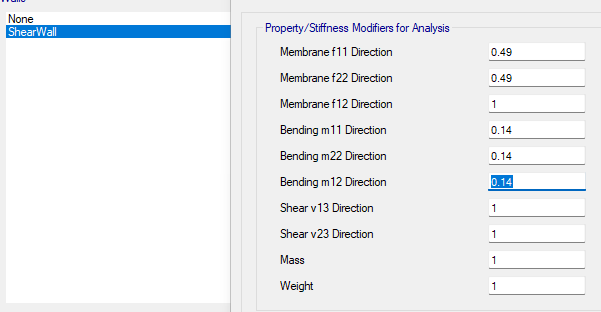 Walls
None
ShearWall
Property/Stiffness Modifiers for Analysis
Membrane f11 Direction 0.49
Membrane f22 Direction 0.49
Membrane f12 Direction 1
Bending m11 Direction 0.14
Bending m22 Direction 0.14
Bending m12 Direction 0.14
Shear v13 Direction 1
Shear v23 Direction 1
Mass 1
Weight 1